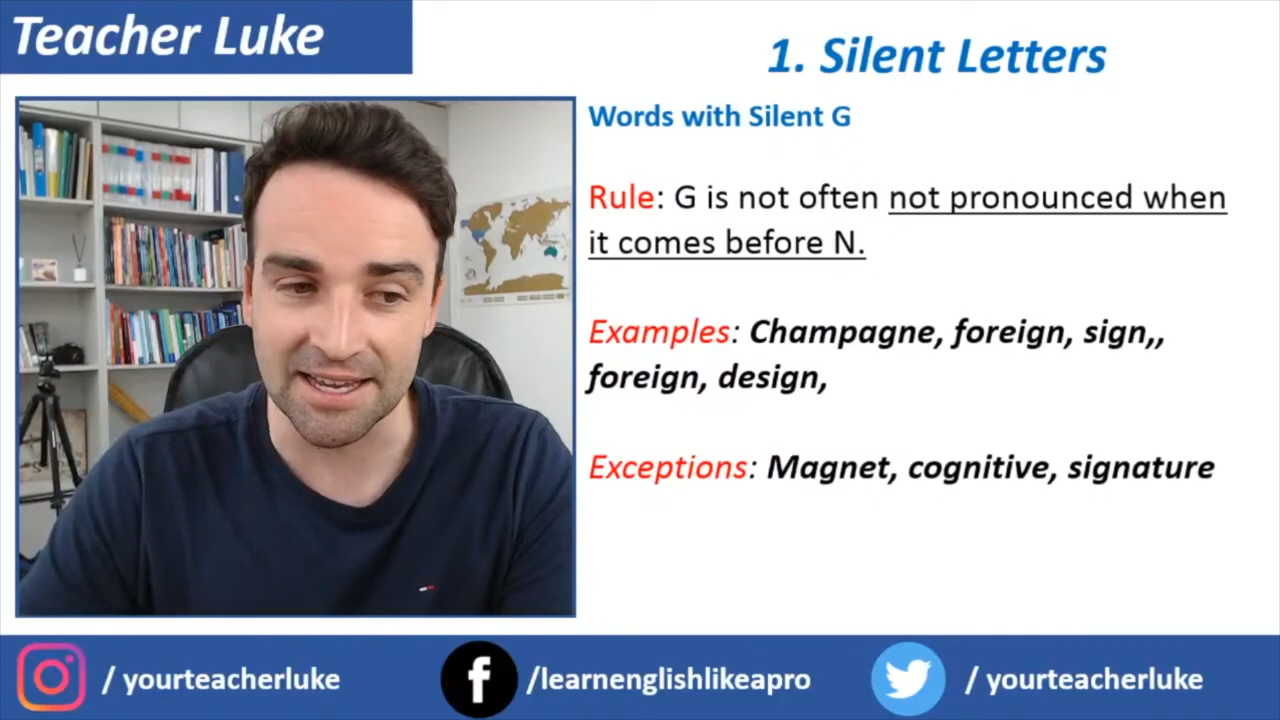 Teacher Luke
1. Silent Letters
Words with Silent G
Rule: G is not often not pronounced when
it comes before N.
Examples: Champagne, foreign, sign,,
foreign, design,
Exceptions: Magnet, cognitive, signature
/ yourteacherluke
/learnenglishlikeapro
/ yourteacherluke